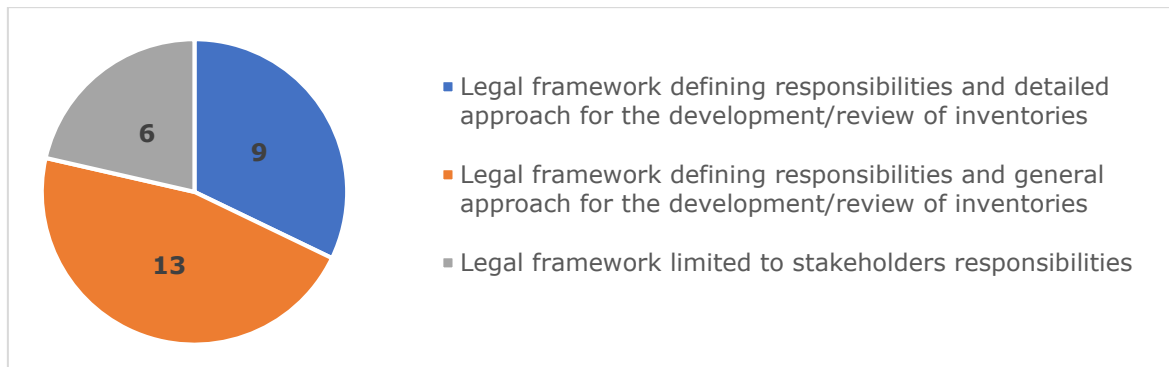 6
9
13
Legal framework defining responsibilities and detailed
approach for the development/review of inventories
Legal framework defining responsibilities and general
approach for the development/review of inventories
Legal framework limited to stakeholders responsibilities